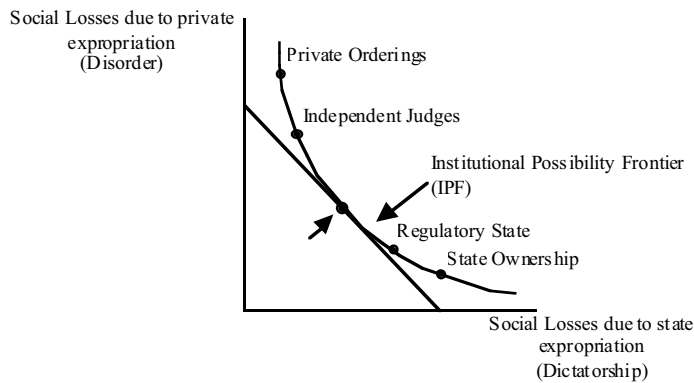 Social Losses due to private
expropriation
(Disorder)
Private Orderings
Independent Judges
Institutional Possibility Frontier
(IPF)
Regulatory State
State Ownership
Social Losses due to state
expropriation
(Dictatorship)